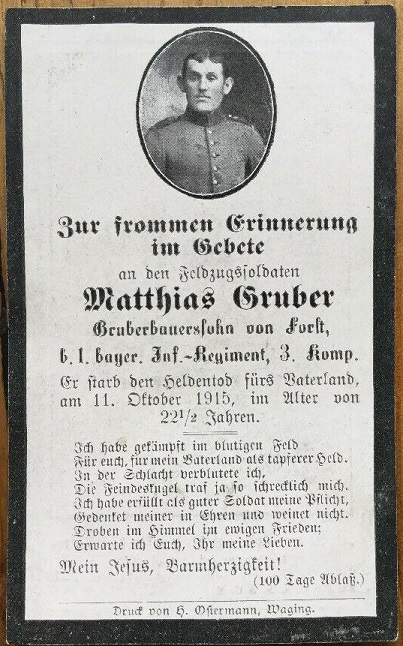 Zur frommen Erinnerung
im Gebete
an den Feldzugssoldaten
Matthias Gruber
Gruberbauerssohn von Forst,
b. 1. bayer. Inf.-Regiment, 3. Komp.
Er starb den Heldentod fürs Vaterland,
am 11. Oktober 1915, im Alter von
22½ Jahren.
Ich habe gekämpft im blutigen Feld
Für euch, für mein Vaterland als tapferer Held.
In der Schlacht verblutete ich,
Die Feindeskugel traf ja so schrecklich mich.
Ich habe erfüllt als guter Soldat meine Pflicht,
Gedenket meiner in Ehren und weinet nicht.
Droben im Himmel im ewigen Frieden;
Erwarte ich Euch, Ihr meine Lieben.
Mein Jesus, Barmherzigkeit!
(100 Tage Ablaß.)
Druck von H. Ostermann, Waging.